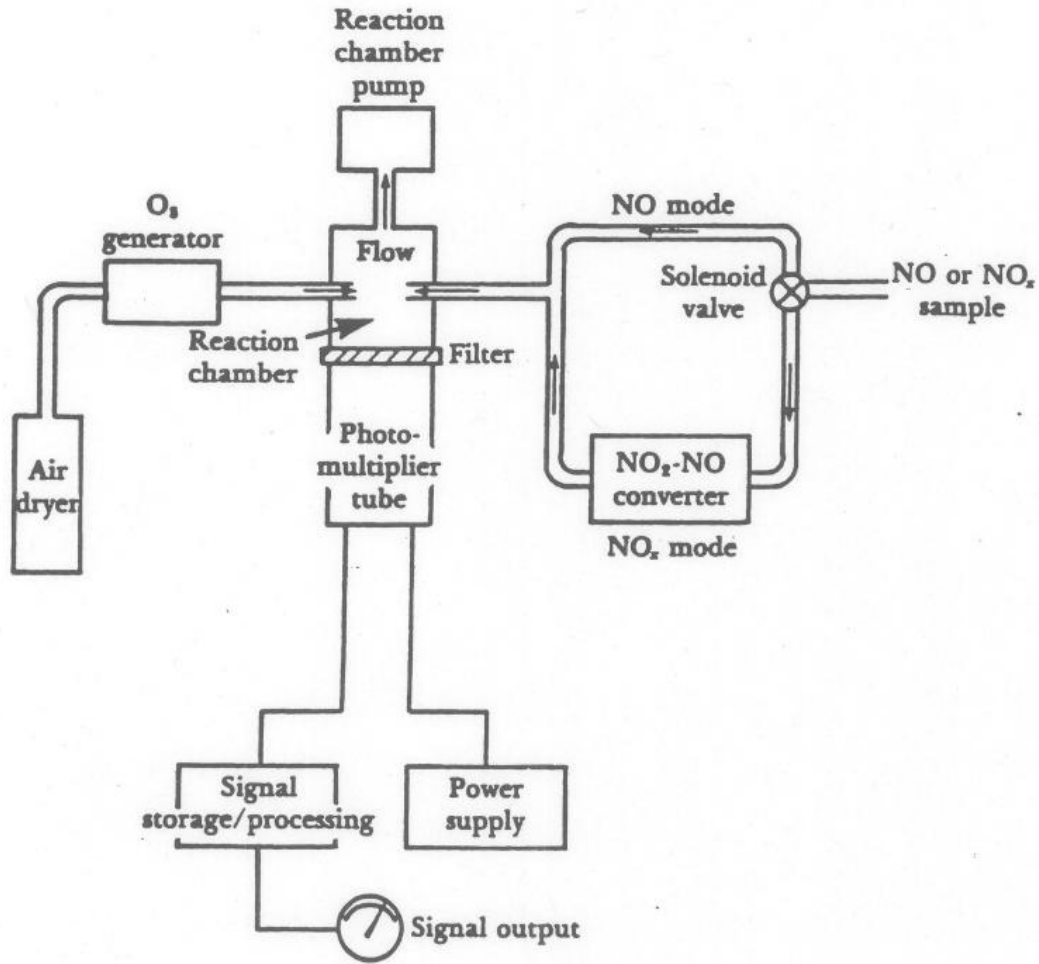 Reaction
chamber
pump
O₃
generator
Flow
NO mode
Solenoid
valve
NO or NOₓ
sample
Reaction
chamber
Filter
Air
dryer
Photo-
multiplier
tube
NO₂-NO
converter
NOₓ mode
Signal
storage/processing
Power
supply
Signal output